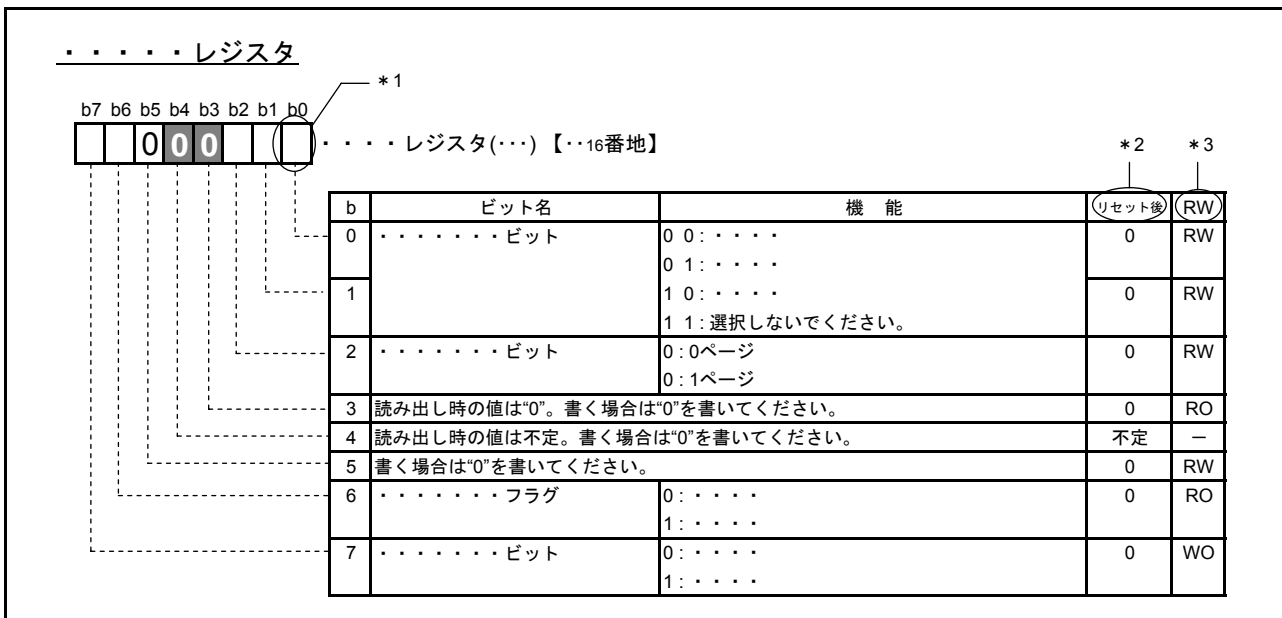 ・・・・・レジスタ
*1
b7 b6 b5 b4 b3 b2 b1 b0
0 0 0
・・・・レジスタ(・・・) 【・・16番地】
*2 *3
b ビット名 機 能 リセット後 RW
0 ・・・・・・・ビット 0 0 : ・・・・ 0 RW
0 1 : ・・・・
1 1 0 : ・・・・ 0 RW
1 1 : 選択しないでください。
2 ・・・・・・・ビット 0 : 0ページ 0 RW
0 : 1ページ
3 読み出し時の値は“0”。書く場合は“0”を書いてください。 0 RO
4 読み出し時の値は不定。書く場合は“0”を書いてください。 不定 －
5 書く場合は“0”を書いてください。 0 RW
6 ・・・・・・・フラグ 0 : ・・・・ 0 RO
1 : ・・・・
7 ・・・・・・・ビット 0 : ・・・・ 0 WO
1 : ・・・・